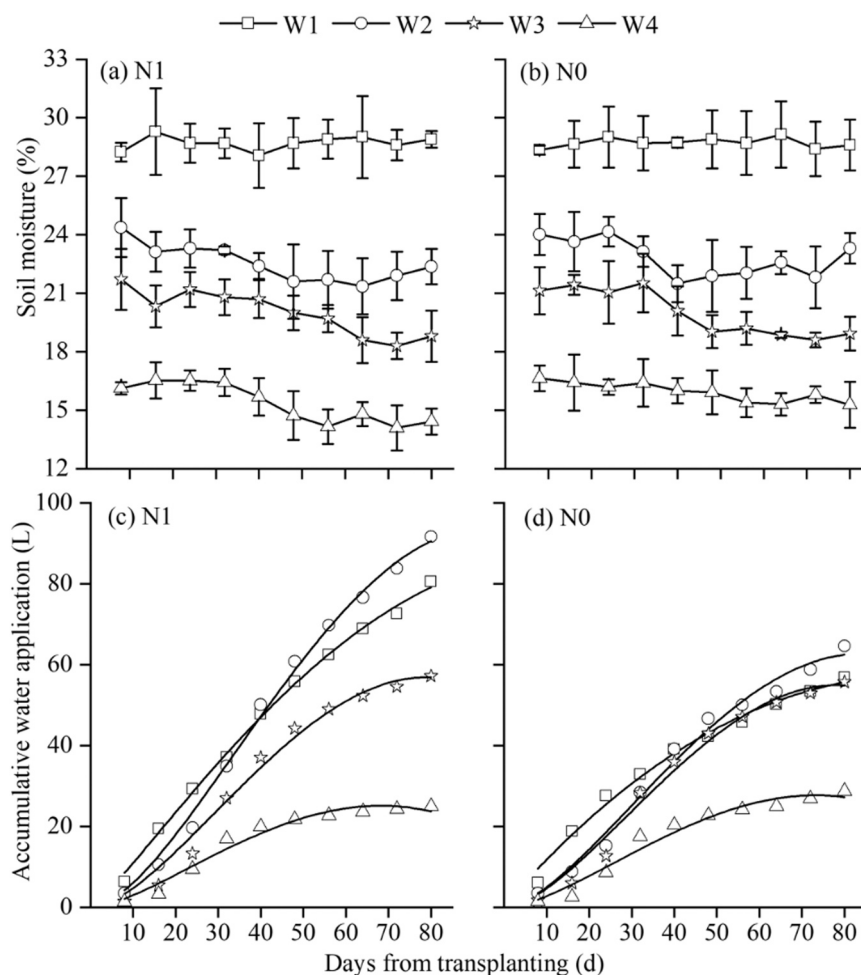 W1 W2 W3 W4
(a) N1
(b) N0
33
30
27
24
21
18
15
12
Soil moisture (%)
(c) N1
(d) N0
100
80
60
40
20
0
Accumulative water application (L)
10 20 30 40 50 60 70 80
10 20 30 40 50 60 70 80
Days from transplanting (d)